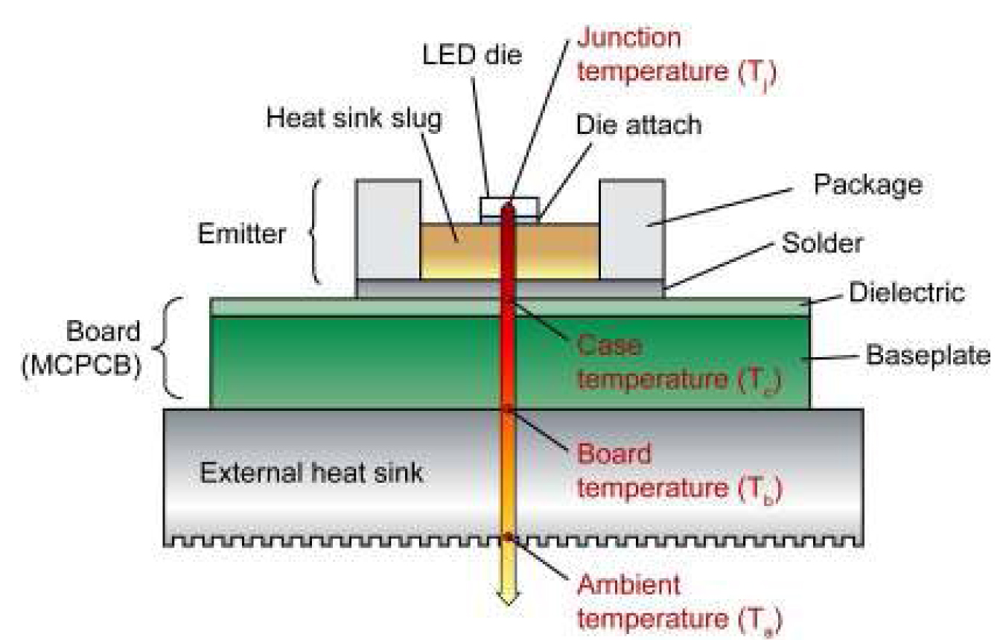 Junction
temperature (Tj)
LED die
Heat sink slug
Die attach
Package
Emitter
Solder
Dielectric
Board
(MCPCB)
Case
temperature (Tc)
Baseplate
Board
temperature (Tb)
External heat sink
Ambient
temperature (Ta)